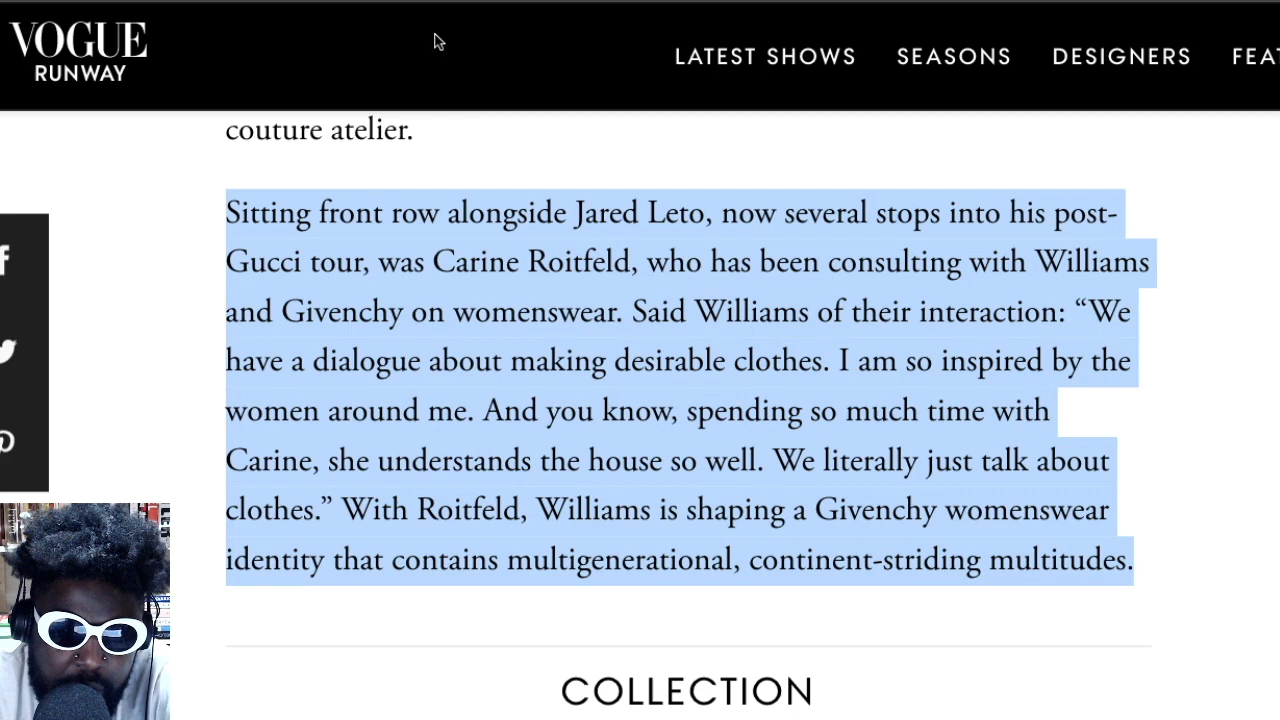 VOGUE
RUNWAY
LATEST SHOWS SEASONS DESIGNERS FEAT
couture atelier.
Sitting front row alongside Jared Leto, now several stops into his post-
Gucci tour, was Carine Roitfeld, who has been consulting with Williams
and Givenchy on womenswear. Said Williams of their interaction: “We
have a dialogue about making desirable clothes. I am so inspired by the
women around me. And you know, spending so much time with
Carine, she understands the house so well. We literally just talk about
clothes.” With Roitfeld, Williams is shaping a Givenchy womenswear
identity that contains multigenerational, continent-striding multitudes.
COLLECTION